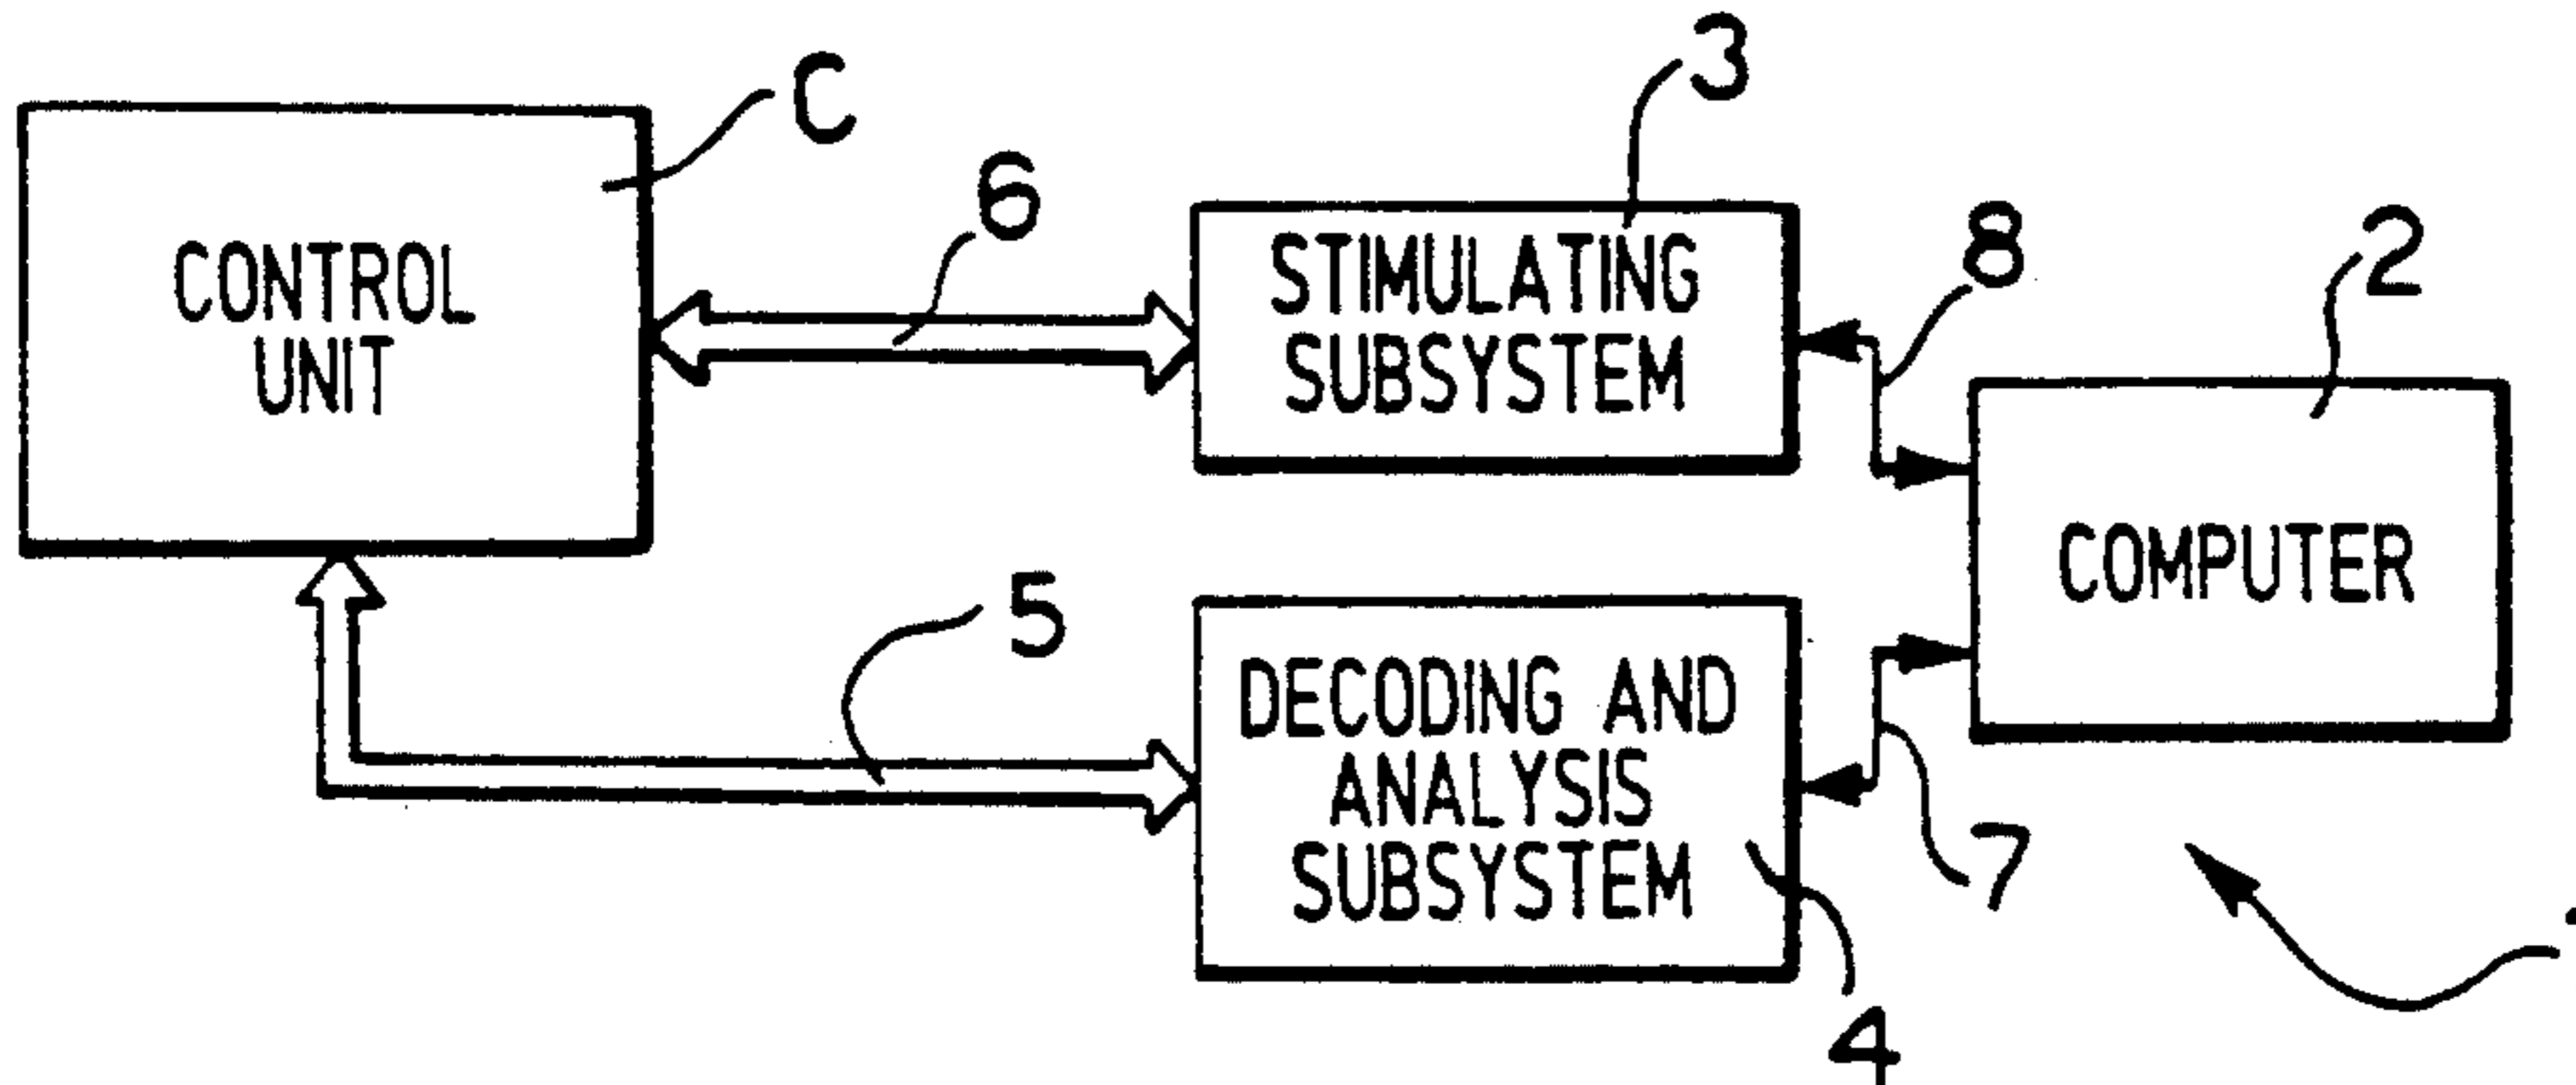 C
3
6
CONTROL
UNIT
STIMULATING
SUBSYSTEM
8
2
COMPUTER
5
DECODING AND
ANALYSIS
SUBSYSTEM
7
4